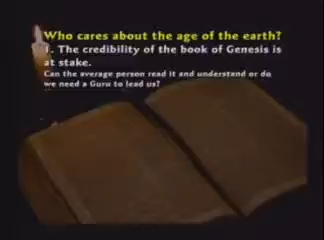 Who cares about the age of the earth?
1. The credibility of the book of Genesis is
at stake.
Can the average person read it and understand or do
we need a Guru to lead us?